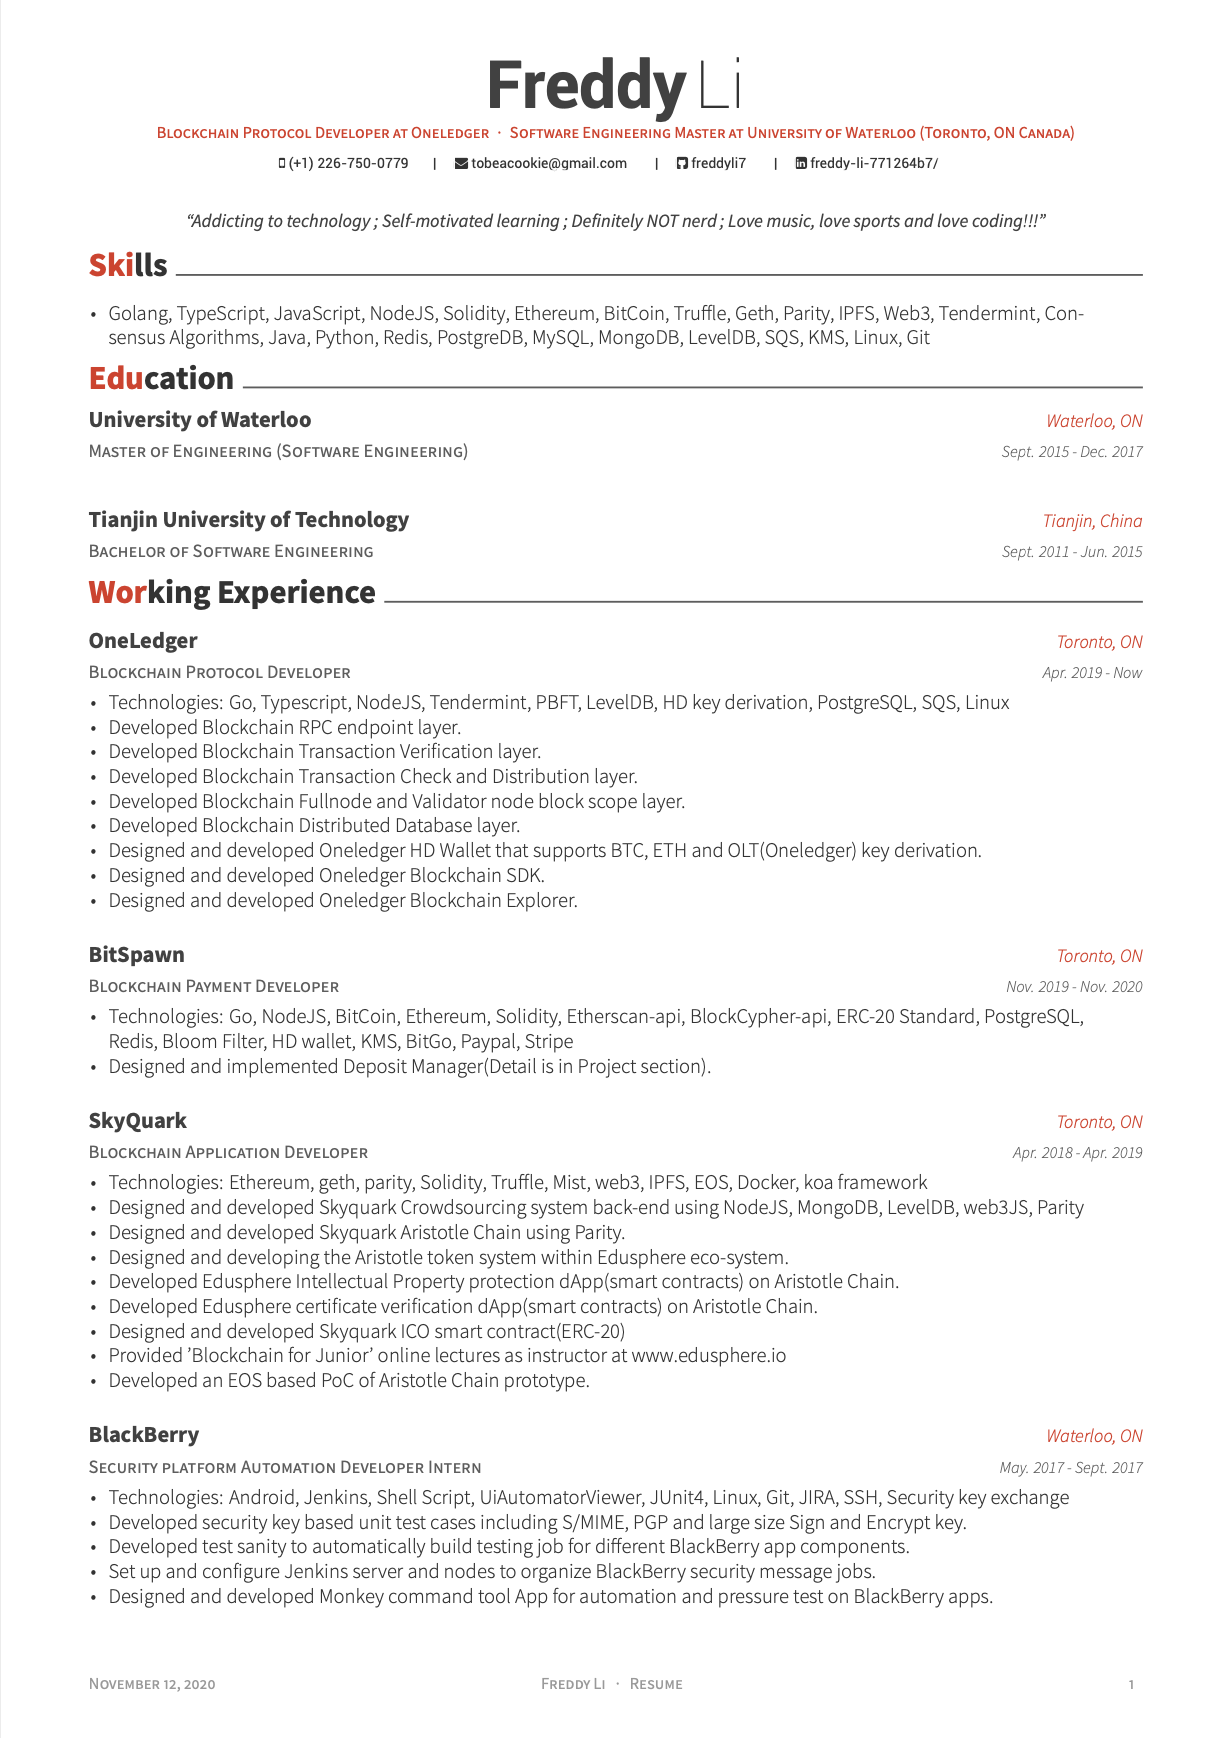 Freddy Li
Blockchain Protocol Developer at Oneledger · Software Engineering Master at University of Waterloo (Toronto, ON Canada)
(+1) 226-750-0779 | tobeacookie@gmail.com | freddyli7 | freddy-li-771264b7/
“Addicting to technology ; Self-motivated learning ; Definitely NOT nerd ; Love music, love sports and love coding!!!”
Skills
• Golang, TypeScript, JavaScript, NodeJS, Solidity, Ethereum, BitCoin, Truffle, Geth, Parity, IPFS, Web3, Tendermint, Con-
sensus Algorithms, Java, Python, Redis, PostgreDB, MySQL, MongoDB, LevelDB, SQS, KMS, Linux, Git
Education
University of Waterloo Waterloo, ON
Master of Engineering (Software Engineering) Sept. 2015 - Dec. 2017
Tianjin University of Technology Tianjin, China
Bachelor of Software Engineering Sept. 2011 - Jun. 2015
Working Experience
OneLedger Toronto, ON
Blockchain Protocol Developer Apr. 2019 - Now
• Technologies: Go, Typescript, NodeJS, Tendermint, PBFT, LevelDB, HD key derivation, PostgreSQL, SQS, Linux
• Developed Blockchain RPC endpoint layer.
• Developed Blockchain Transaction Verification layer.
• Developed Blockchain Transaction Check and Distribution layer.
• Developed Blockchain Fullnode and Validator node block scope layer.
• Developed Blockchain Distributed Database layer.
• Designed and developed Oneledger HD Wallet that supports BTC, ETH and OLT(Oneledger) key derivation.
• Designed and developed Oneledger Blockchain SDK.
• Designed and developed Oneledger Blockchain Explorer.
BitSpawn Toronto, ON
Blockchain Payment Developer Nov. 2019 - Nov. 2020
• Technologies: Go, NodeJS, BitCoin, Ethereum, Solidity, Etherscan-api, BlockCypher-api, ERC-20 Standard, PostgreSQL,
Redis, Bloom Filter, HD wallet, KMS, BitGo, Paypal, Stripe
• Designed and implemented Deposit Manager(Detail is in Project section).
SkyQuark Toronto, ON
Blockchain Application Developer Apr. 2018 - Apr. 2019
• Technologies: Ethereum, geth, parity, Solidity, Truffle, Mist, web3, IPFS, EOS, Docker, koa framework
• Designed and developed Skyquark Crowdsourcing system back-end using NodeJS, MongoDB, LevelDB, web3JS, Parity
• Designed and developed Skyquark Aristotle Chain using Parity.
• Designed and developing the Aristotle token system within Edusphere eco-system.
• Developed Edusphere Intellectual Property protection dApp(smart contracts) on Aristotle Chain.
• Developed Edusphere certificate verification dApp(smart contracts) on Aristotle Chain.
• Designed and developed Skyquark ICO smart contract(ERC-20)
• Provided ’Blockchain for Junior’ online lectures as instructor at www.edusphere.io
• Developed an EOS based PoC of Aristotle Chain prototype.
BlackBerry Waterloo, ON
Security platform Automation Developer Intern May. 2017 - Sept. 2017
• Technologies: Android, Jenkins, Shell Script, UiAutomatorViewer, JUnit4, Linux, Git, JIRA, SSH, Security key exchange
• Developed security key based unit test cases including S/MIME, PGP and large size Sign and Encrypt key.
• Developed test sanity to automatically build testing job for different BlackBerry app components.
• Set up and configure Jenkins server and nodes to organize BlackBerry security message jobs.
• Designed and developed Monkey command tool App for automation and pressure test on BlackBerry apps.
November 12, 2020 Freddy Li · Resume 1